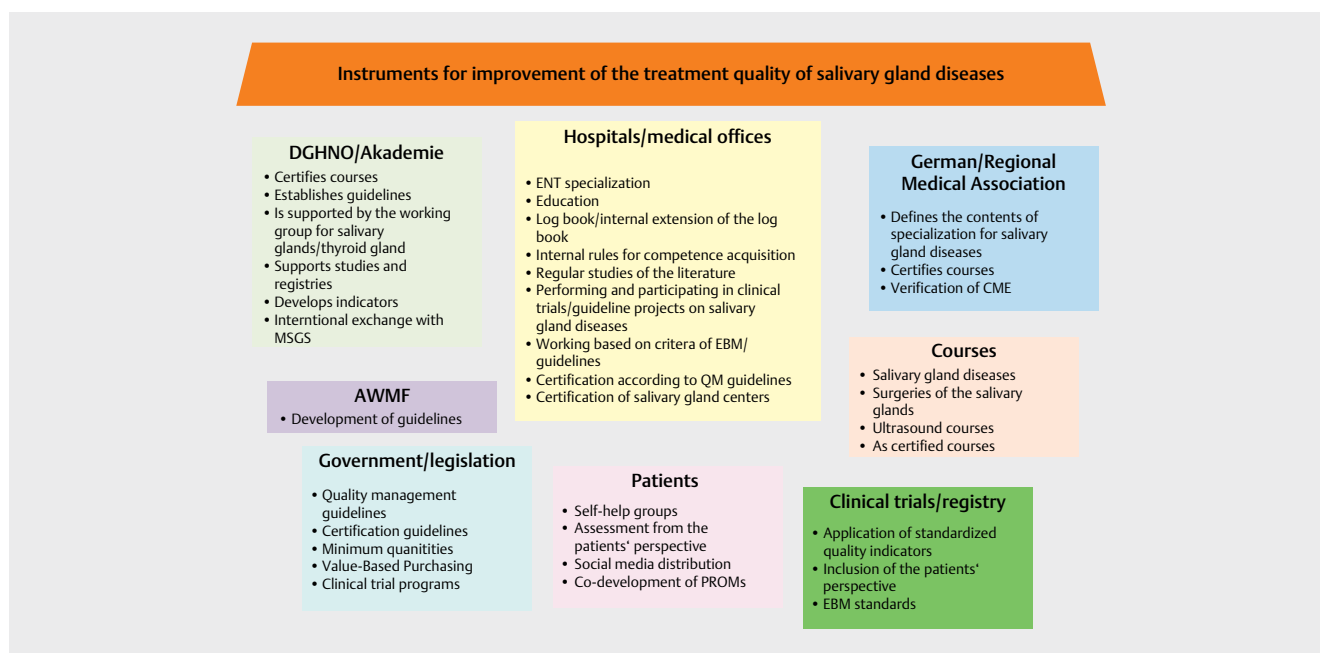 Instruments for improvement of the treatment quality of salivary gland diseases
DGHNO/Akademie
• Certifies courses
• Establishes guidelines
• Is supported by the working
group for salivary
glands/thyroid gland
• Supports studies and
registries
• Develops indicators
• Interntional exchange with
MSGS
Hospitals/medical offices
• ENT specialization
• Education
• Log book/internal extension of the log
book
• Internal rules for competence acquisition
• Regular studies of the literature
• Performing and participating in clinical
trials/guideline projects on salivary
gland diseases
• Working based on critera of EBM/
guidelines
• Certification according to QM guidelines
• Certification of salivary gland centers
German/Regional
Medical Association
• Defines the contents of
specialization for salivary
gland diseases
• Certifies courses
• Verification of CME
AWMF
• Development of guidelines
Courses
• Salivary gland diseases
• Surgeries of the salivary
glands
• Ultrasound courses
• As certified courses
Government/legislation
• Quality management
guidelines
• Certification guidelines
• Minimum quanitities
• Value-Based Purchasing
• Clinical trial programs
Patients
• Self-help groups
• Assessment from the
patients‘ perspective
• Social media distribution
• Co-development of PROMs
Clinical trials/registry
• Application of standardized
quality indicators
• Inclusion of the patients‘
perspective
• EBM standards